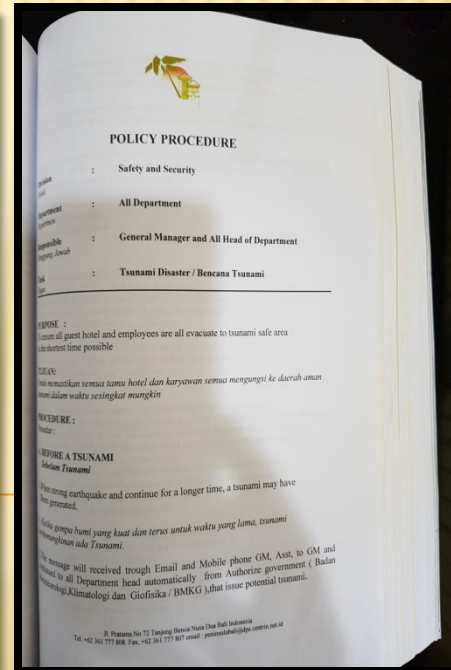 POLICY PROCEDURE
: Safety and Security
: All Department
Responsible : General Manager and All Head of Department
: Tsunami Disaster / Bencana Tsunami
PURPOSE :
To ensure all guest hotel and employees are all evacuate to tsunami safe area
in the shortest time possible
TUJUAN:
Untuk memastikan semua tamu hotel dan karyawan semua mengungsi ke daerah aman
tsunami dalam waktu sesingkat mungkin
PROCEDURE :
BEFORE A TSUNAMI
Sebelum Tsunami
When strong earthquake and continue for a longer time, a tsunami may have
been generated.
Ketika gempa bumi yang kuat dan terus untuk waktu yang lama, tsunami
ada Tsunami.
message will received trough Email and Mobile phone GM, Asst, to GM and
to all Department head automatically from Authorize government ( Badan
Klimatologi dan Giofisika / BMKG ),that issue potential tsunami.
Jl. Pratama No 72 Tanjung Benoa Nusa Dua Bali Indonesia
Tel. +62 361 777 808. Fax, +62 361 777 807 email :